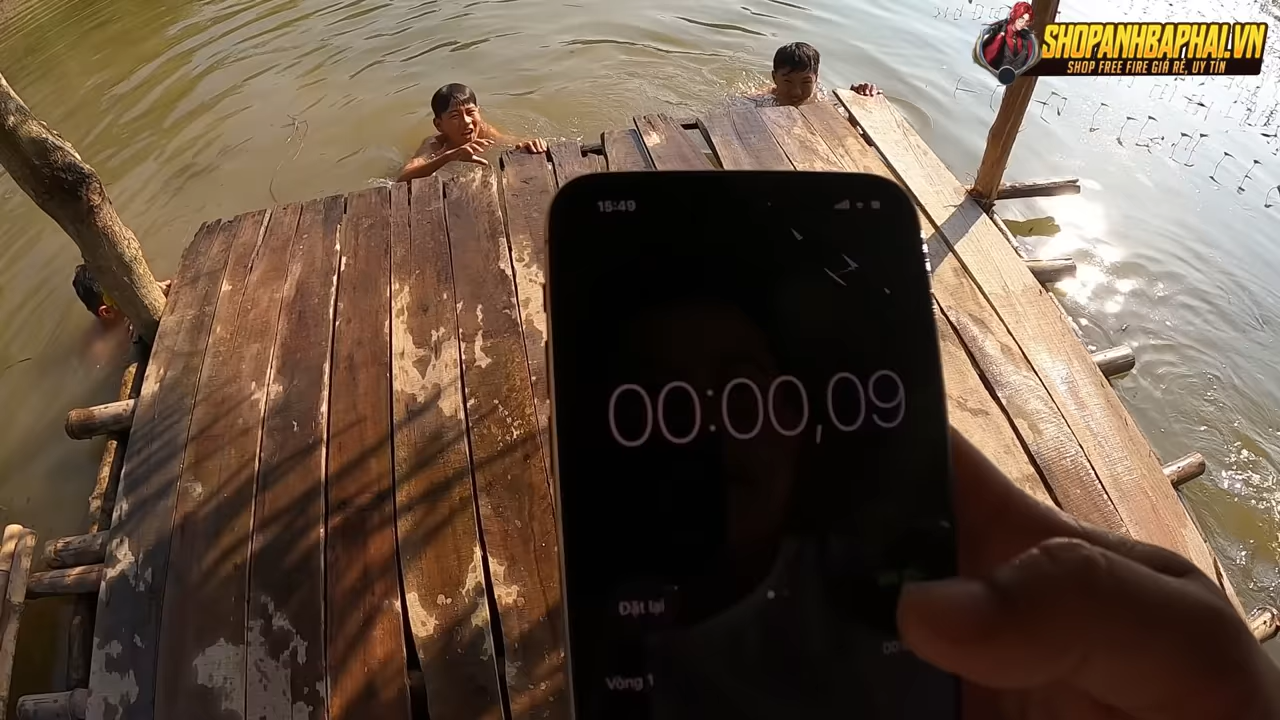 SHOPANHBAPHAI.VN
SHOP FREE FIRE GIÁ RẺ, UY TÍN
15:49
00:00,09
Đặt lại
Vòng 1